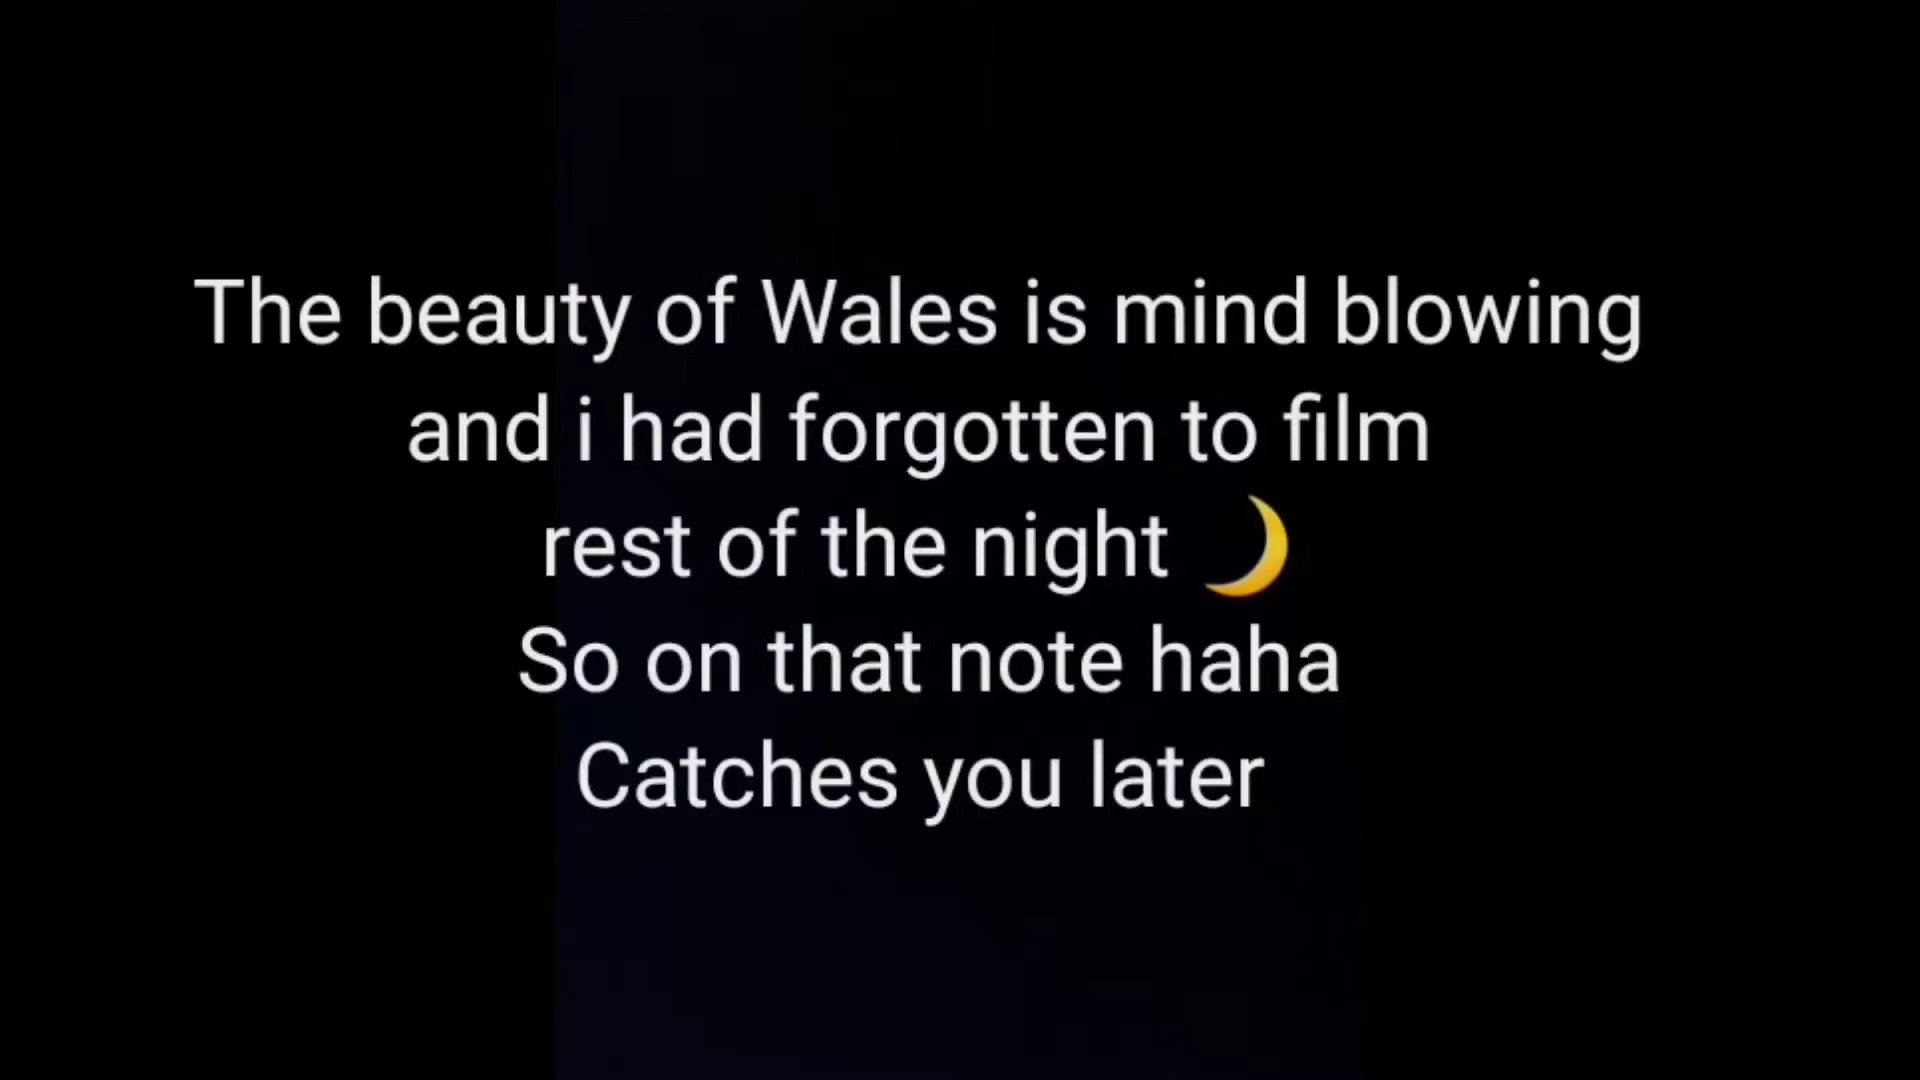 The beauty of Wales is mind blowing
and i had forgotten to film
rest of the night 🌙
So on that note haha
Catches you later